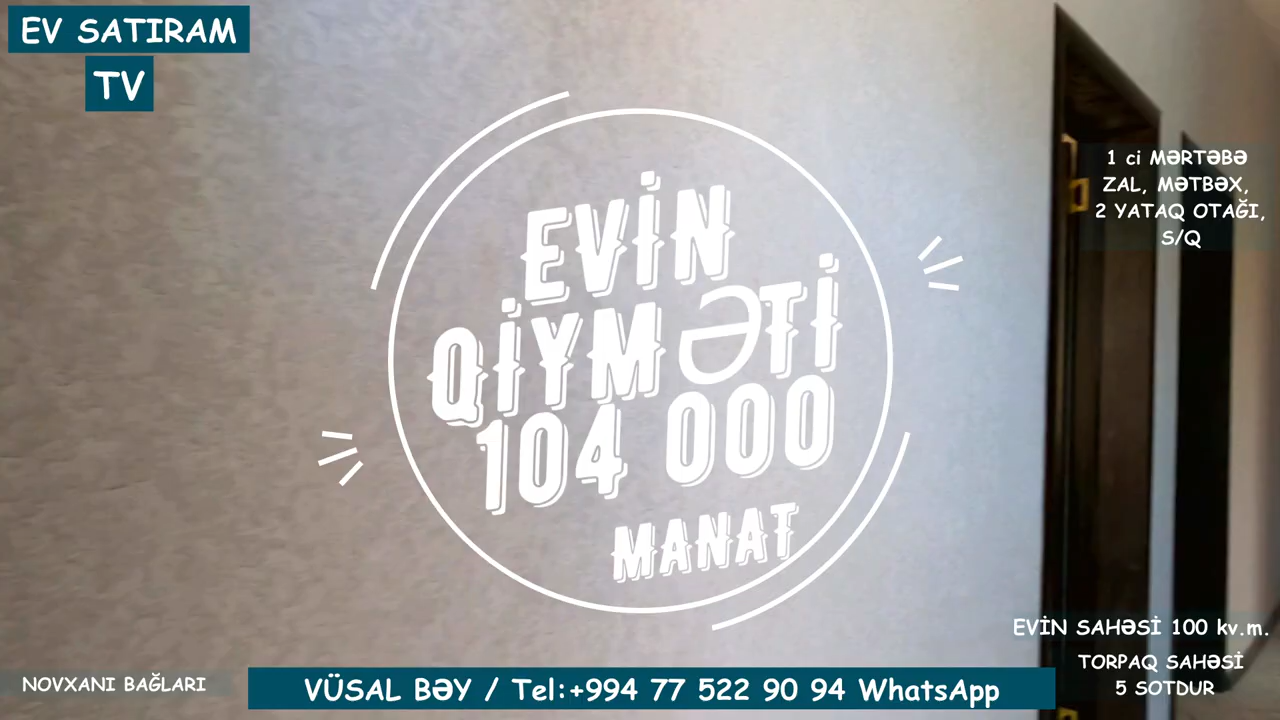 EV SATIRAM
TV
1 ci MƏRTƏBƏ
ZAL, MƏTBƏX,
2 YATAQ OTAĞI,
S/Q
EVİN
QİYMƏTİ
104 000
MANAT
EVİN SAHƏSİ 100 kv.m.
TORPAQ SAHƏSİ
5 SOTDUR
NOVXANI BAĞLARI
VÜSAL BƏY / Tel:+994 77 522 90 94 WhatsApp